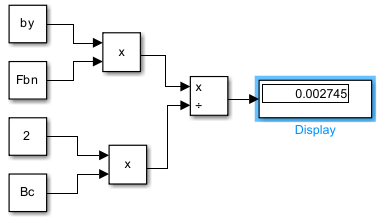 by
x
Fbn
x
÷
0.002745
Display
2
x
Bc